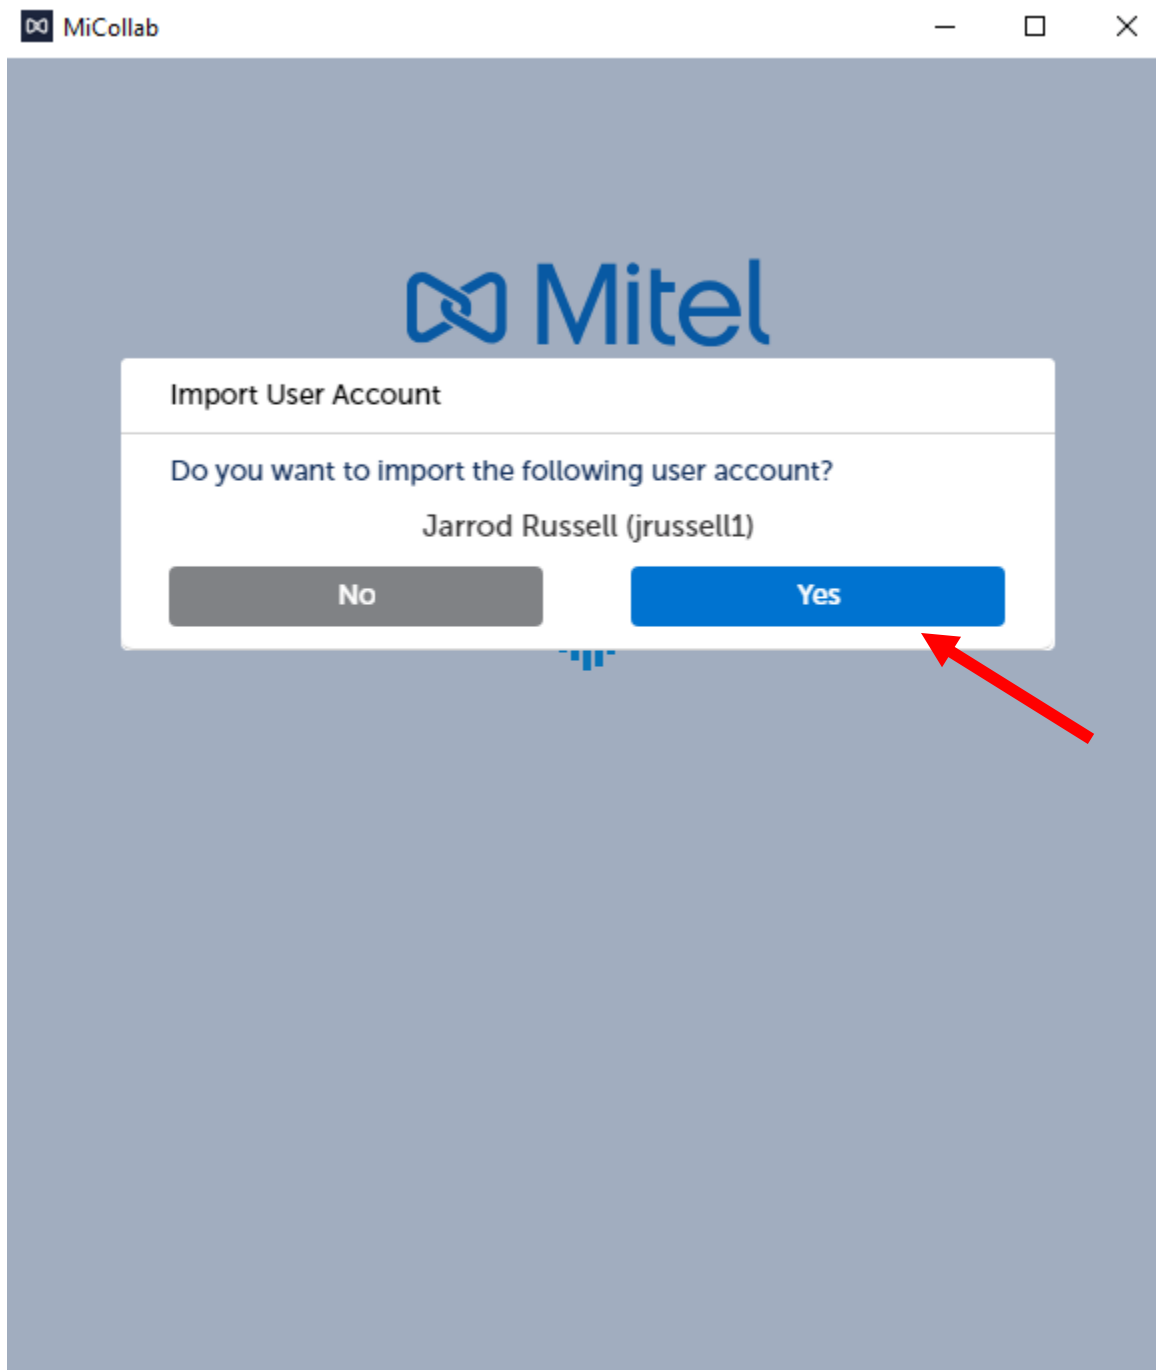 MiCollab
Mitel
Import User Account
Do you want to import the following user account?
Jarrod Russell (jrussell1)
No
Yes